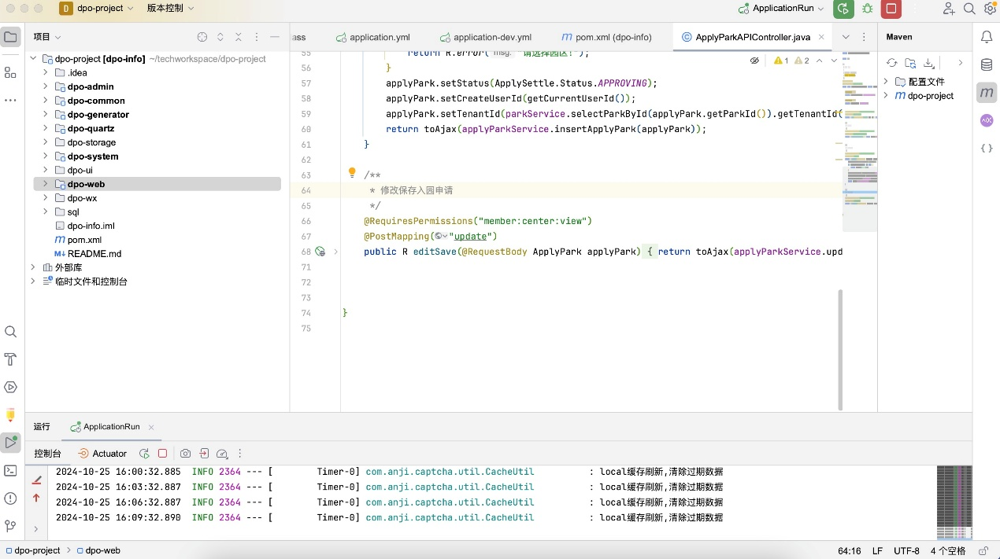 D dpo-project 版本控制 ApplicationRun
项目
ass application.yml application-dev.yml pom.xml (dpo-info) ApplyParkAPIController.java Maven
dpo-project [dpo-info] ~/techworkspace/dpo-project
.idea
dpo-admin
dpo-common
dpo-generator
dpo-quartz
dpo-storage
dpo-system
dpo-ui
dpo-web
dpo-wx
sql
dpo-info.iml
pom.xml
README.md
外部库
临时文件和控制台
55 return R.error( msg: "请选择园区!");
56 }
57 applyPark.setStatus(ApplySettle.Status.APPROVING);
58 applyPark.setCreateUserId(getCurrentUserId());
59 applyPark.setTenantId(parkService.selectParkById(applyPark.getParkId()).getTenantId(
60 return toAjax(applyParkService.insertApplyPark(applyPark));
61 }
62
63 /**
64 * 修改保存入园申请
65 */
66 @RequiresPermissions("member:center:view")
67 @PostMapping("update")
68 public R editSave(@RequestBody ApplyPark applyPark) { return toAjax(applyParkService.upd
71
72
73
74 }
75
1 2
配置文件
dpo-project
运行 ApplicationRun
控制台 Actuator
2024-10-25 16:00:32.885 INFO 2364 --- [ Timer-0] com.anji.captcha.util.CacheUtil : local缓存刷新,清除过期数据
2024-10-25 16:03:32.887 INFO 2364 --- [ Timer-0] com.anji.captcha.util.CacheUtil : local缓存刷新,清除过期数据
2024-10-25 16:06:32.887 INFO 2364 --- [ Timer-0] com.anji.captcha.util.CacheUtil : local缓存刷新,清除过期数据
2024-10-25 16:09:32.890 INFO 2364 --- [ Timer-0] com.anji.captcha.util.CacheUtil : local缓存刷新,清除过期数据
dpo-project dpo-web 64:16 LF UTF-8 4 个空格